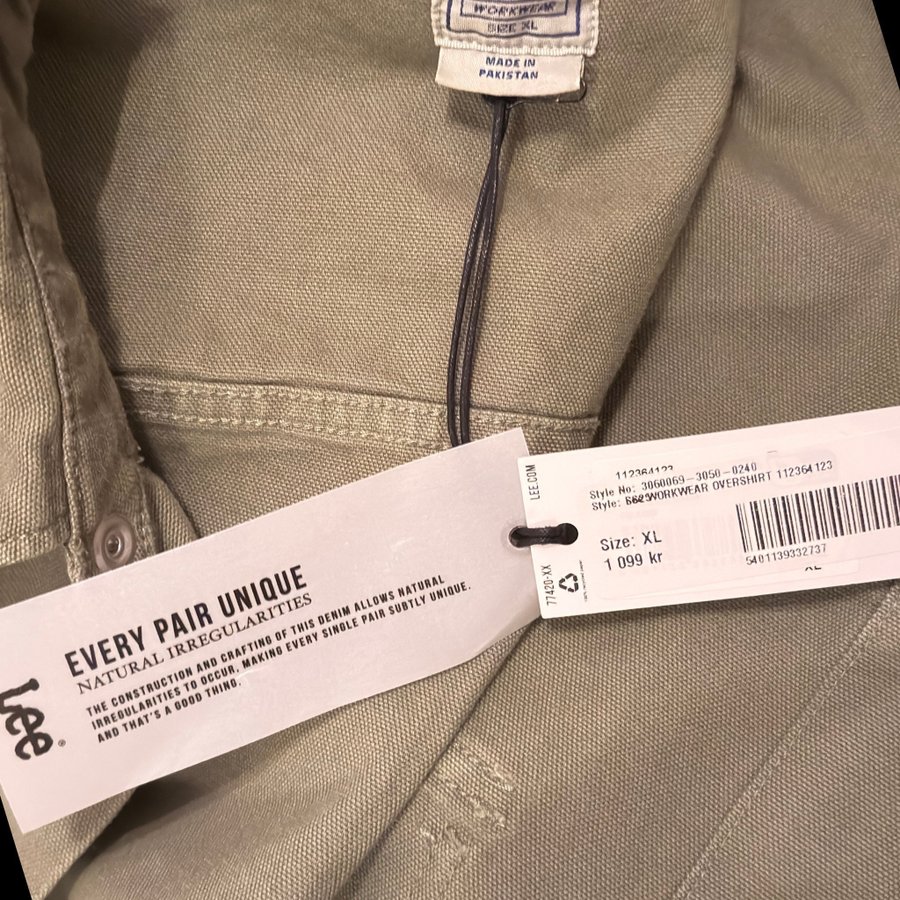 WORKWEAR
SIZE XL
MADE IN
PAKISTAN
LEE.COM
112364123
Style No: 3060069-3050-0240
Style: WORKWEAR OVERSHIRT 112364123
Size: XL
1 099 kr
5401139332737
XL
77420-XX
EVERY PAIR UNIQUE
NATURAL IRREGULARITIES
THE CONSTRUCTION AND CRAFTING OF THIS DENIM ALLOWS NATURAL
IRREGULARITIES TO OCCUR, MAKING EVERY SINGLE PAIR SUBTLY UNIQUE.
AND THAT'S A GOOD THING.
Lee®